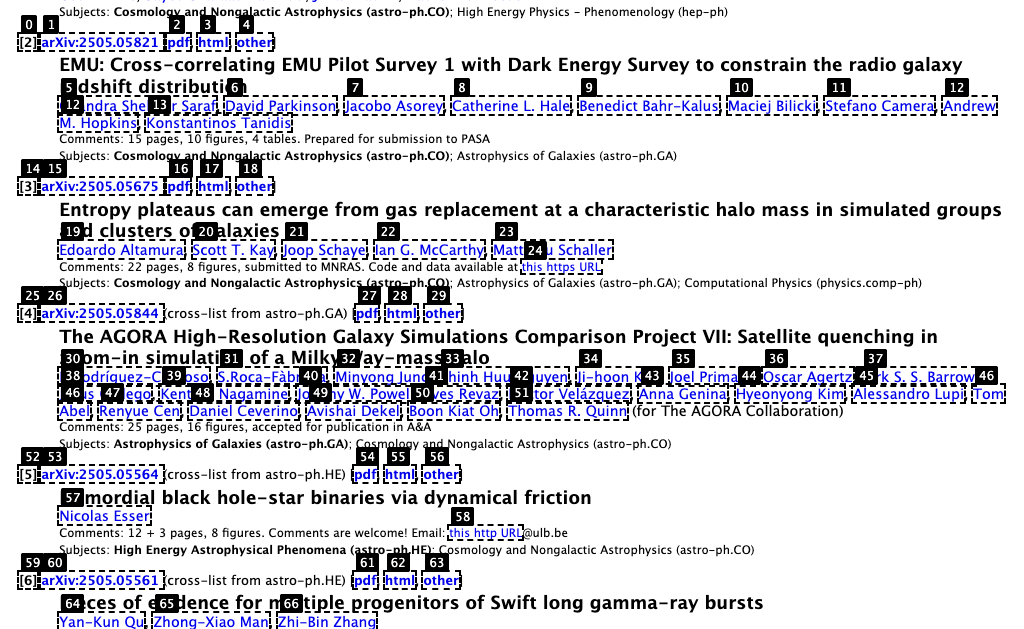 Subjects: Cosmology and Nongalactic Astrophysics (astro-ph.CO); High Energy Physics - Phenomenology (hep-ph)
0 1 2 3 4
[2] arXiv:2505.05821 pdf, html, other
EMU: Cross-correlating EMU Pilot Survey 1 with Dark Energy Survey to constrain the radio galaxy
dshift distribution
5 6 7 8 9 10 11 12
ndra She r Saraf, David Parkinson, Jacobo Asorey, Catherine L. Hale, Benedict Bahr-Kalus, Maciej Bilicki, Stefano Camera, Andrew
12 13
M. Hopkins, Konstantinos Tanidis
Comments: 15 pages, 10 figures, 4 tables. Prepared for submission to PASA
Subjects: Cosmology and Nongalactic Astrophysics (astro-ph.CO); Astrophysics of Galaxies (astro-ph.GA)
14 15 16 17 18
[3] arXiv:2505.05675 pdf, html, other
Entropy plateaus can emerge from gas replacement at a characteristic halo mass in simulated groups
d clusters of alaxies
19 20 21 22 23
Edoardo Altamura, Scott T. Kay, Joop Schaye, Ian G. McCarthy, Matt u Schaller
24
Comments: 22 pages, 8 figures, submitted to MNRAS. Code and data available at this https URL
Subjects: Cosmology and Nongalactic Astrophysics (astro-ph.CO); Astrophysics of Galaxies (astro-ph.GA); Computational Physics (physics.comp-ph)
25 26 27 28 29
[4] arXiv:2505.05844 (cross-list from astro-ph.GA) [pdf, html, other]
The AGORA High-Resolution Galaxy Simulations Comparison Project VII: Satellite quenching in
om-in simulati of a Milky Way-mass alo
30 31 32 33 34 35 36 37
odríguez-C oso, S.Roca-Fàbr Minyong Jung hinh Huu uyen, Ji-hoon K Joel Prima Oscar Agertz k S. S. Barrow
38 39 40 41 42 43 44 45 46
s ego, Kent Nagamine, Jo ny W. Powe ves Revaz tor Velázquez, Anna Genina, Hyeonyong Kim, Alessandro Lupi, Tom
46 47 48 49 50 51
Abel, Renyue Cen, Daniel Ceverino, Avishai Dekel, Boon Kiat Oh, Thomas R. Quinn (for The AGORA Collaboration)
Comments: 25 pages, 16 figures, accepted for publication in A&A
Subjects: Astrophysics of Galaxies (astro-ph.GA); Cosmology and Nongalactic Astrophysics (astro-ph.CO)
52 53 54 55 56
[5] arXiv:2505.05564 (cross-list from astro-ph.HE) [pdf, html, other]
mordial black hole-star binaries via dynamical friction
57
Nicolas Esser
58
Comments: 12 + 3 pages, 8 figures. Comments are welcome! Email: this http URL@ulb.be
Subjects: High Energy Astrophysical Phenomena (astro-ph.HE); Cosmology and Nongalactic Astrophysics (astro-ph.CO)
59 60 61 62 63
[6] arXiv:2505.05561 (cross-list from astro-ph.HE) [pdf, html, other]
eces of e dence for m tiple progenitors of Swift long gamma-ray bursts
64 65 66
Yan-Kun Qu, Zhong-Xiao Man, Zhi-Bin Zhang